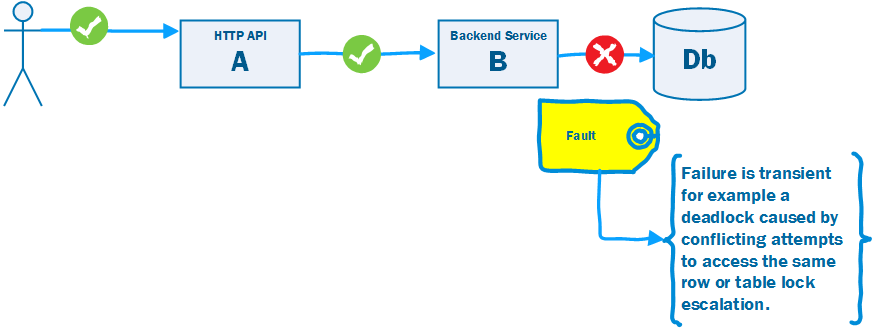 HTTP API
A
Backend Service
B
Db
Fault
Failure is transient
for example a
deadlock caused by
conflicting attempts
to access the same
row or table lock
escalation.